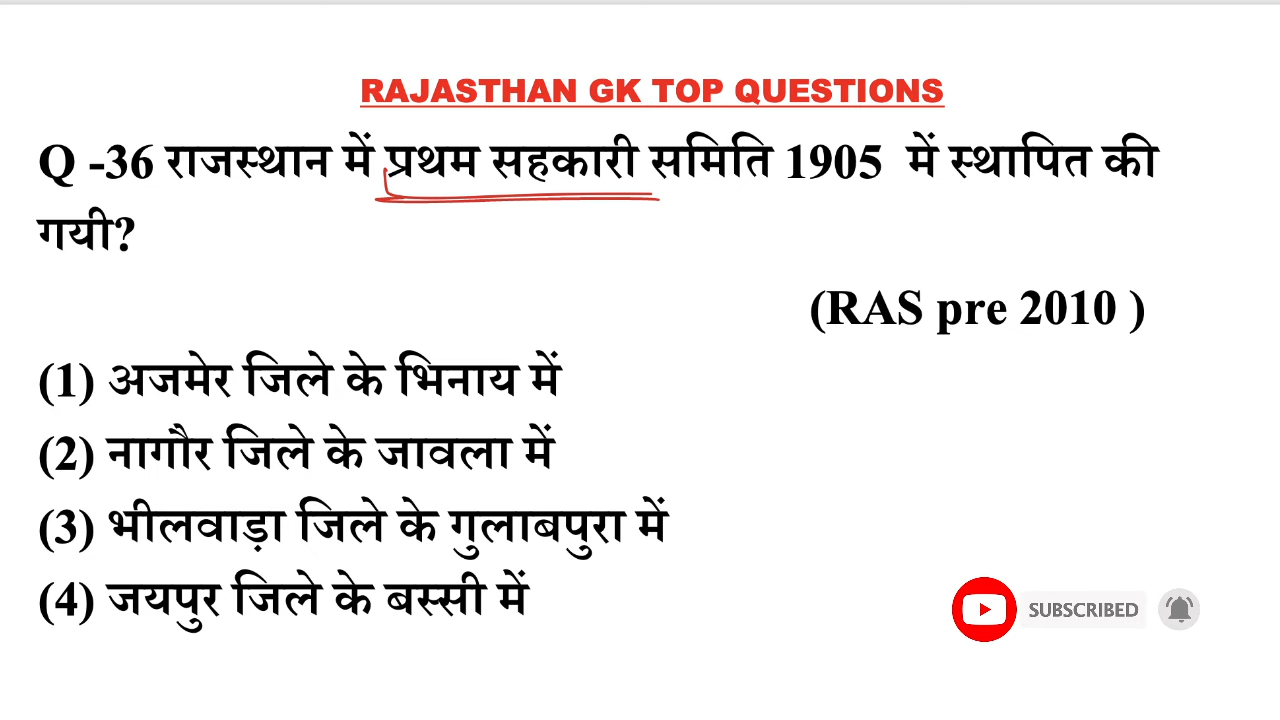 RAJASTHAN GK TOP QUESTIONS
Q -36 राजस्थान में प्रथम सहकारी समिति 1905 में स्थापित की
गयी?
(RAS pre 2010 )
(1) अजमेर जिले के भिनाय में
(2) नागौर जिले के जावला में
(3) भीलवाड़ा जिले के गुलाबपुरा में
(4) जयपुर जिले के बस्सी में
SUBSCRIBED